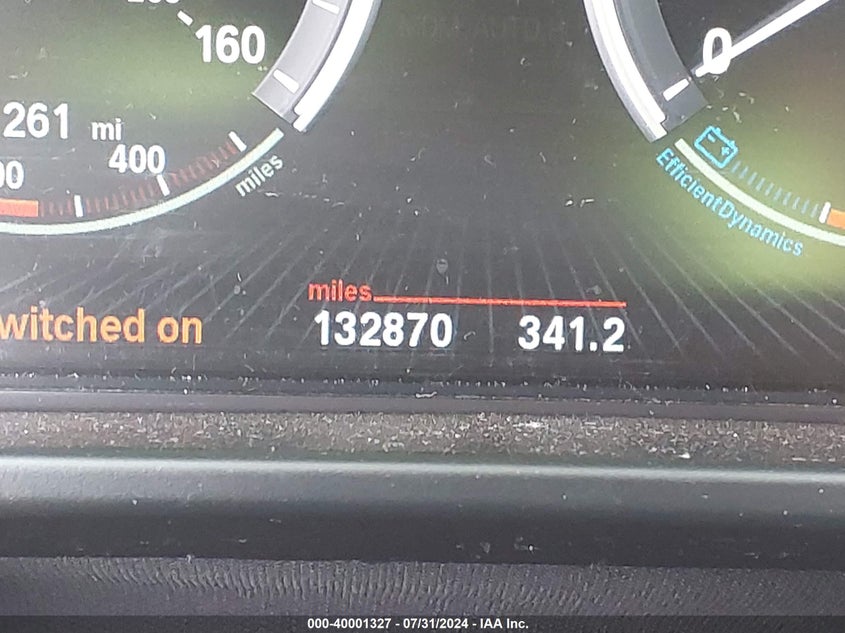 160
0
261 mi
400
miles
EfficientDynamics
miles
witched on
132870 341.2
000-40001327 - 07/31/2024 - IAA Inc.